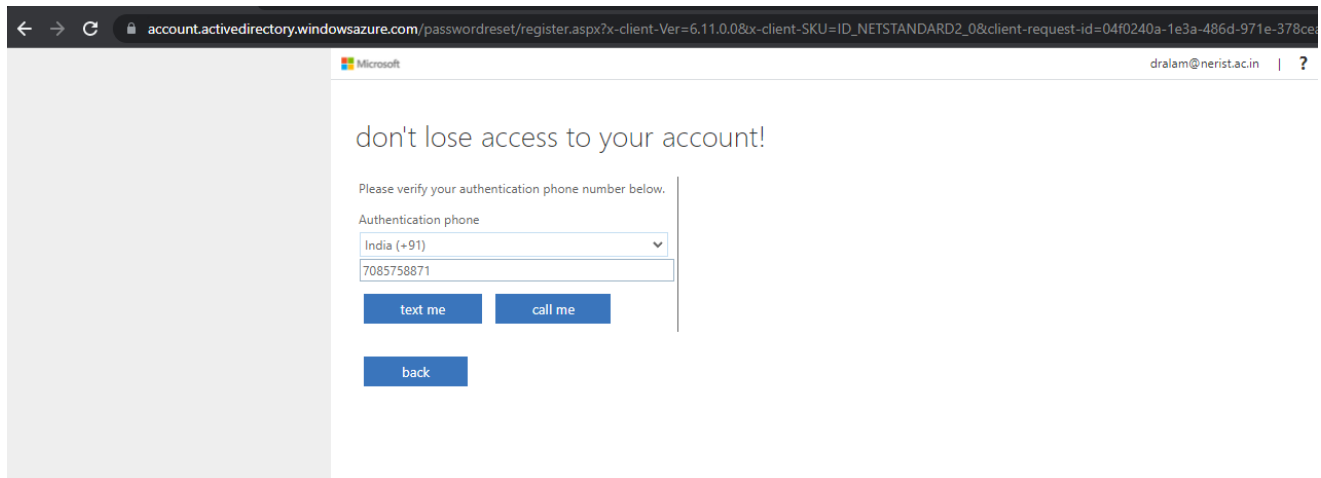 account.activedirectory.windowsazure.com/passwordreset/register.aspx?x-client-Ver=6.11.0.0&x-client-SKU=ID_NETSTANDARD2_0&client-request-id=04f0240a-1e3a-486d-971e-378cea
Microsoft
dralam@nerist.ac.in | ?
don't lose access to your account!
Please verify your authentication phone number below.
Authentication phone
India (+91)
7085758871
text me call me
back